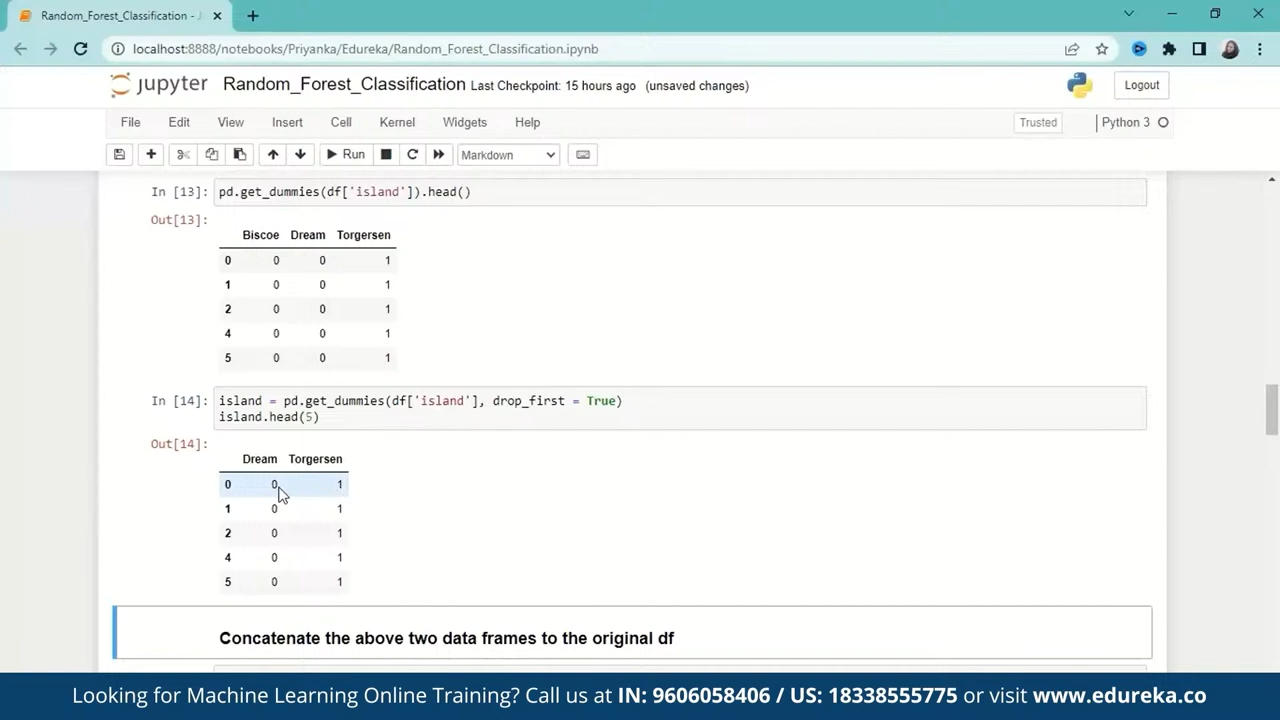 Random_Forest_Classification - J
localhost:8888/notebooks/Priyanka/Edureka/Random_Forest_Classification.ipynb
jupyter Random_Forest_Classification Last Checkpoint: 15 hours ago (unsaved changes) Logout
File Edit View Insert Cell Kernel Widgets Help Trusted Python 3
Run Markdown
In [13]: pd.get_dummies(df['island']).head()
Out[13]:
Biscoe Dream Torgersen
0 0 0 1
1 0 0 1
2 0 0 1
4 0 0 1
5 0 0 1
In [14]: island = pd.get_dummies(df['island'], drop_first = True)
island.head(5)
Out[14]:
Dream Torgersen
0 0 1
1 0 1
2 0 1
4 0 1
5 0 1
Concatenate the above two data frames to the original df
Looking for Machine Learning Online Training? Call us at IN: 9606058406 / US: 18338555775 or visit www.edureka.co